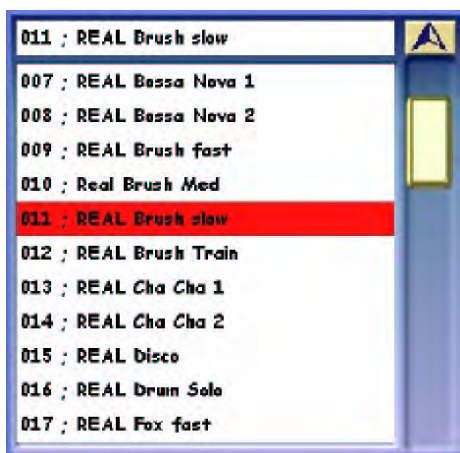 011 ; REAL Brush slow
007 ; REAL Bossa Nova 1
008 ; REAL Bossa Nova 2
009 ; REAL Brush fast
010 ; Real Brush Med
011 ; REAL Brush slow
012 ; REAL Brush Train
013 ; REAL Cha Cha 1
014 ; REAL Cha Cha 2
015 ; REAL Disco
016 ; REAL Drum Solo
017 ; REAL Fox fast